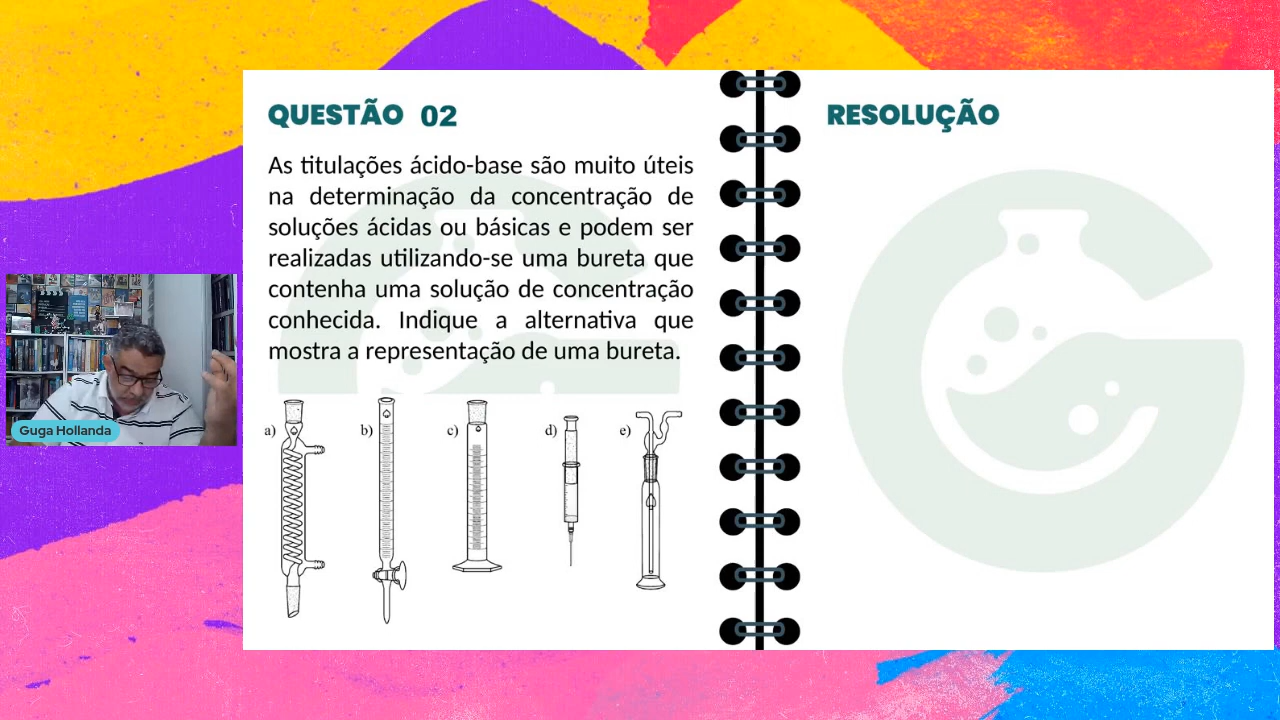 QUESTÃO 02
As titulações ácido-base são muito úteis
na determinação da concentração de
soluções ácidas ou básicas e podem ser
realizadas utilizando-se uma bureta que
contenha uma solução de concentração
conhecida. Indique a alternativa que
mostra a representação de uma bureta.
a)
b)
c)
d)
e)
RESOLUÇÃO
Guga Hollanda